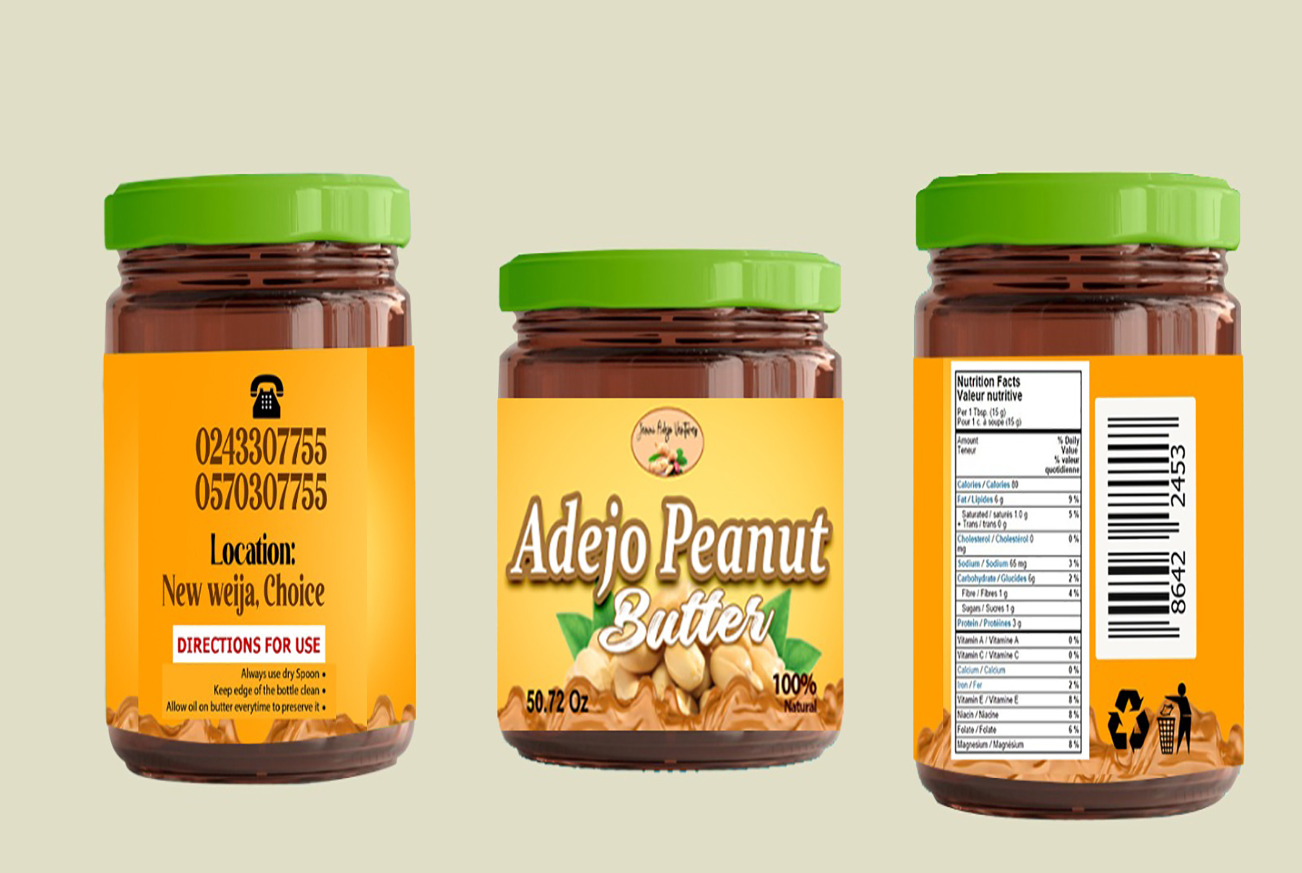 0243307755
0570307755
Location:
New weija, Choice
DIRECTIONS FOR USE
Always use dry Spoon •
Keep edge of the bottle clean •
Allow oil on butter everytime to preserve it •
Adejo Peanut
Butter
50.72 Oz
100%
Natural
Nutrition Facts
Valeur nutritive
Per 1 Tbsp. (15 g)
Pour 1 c. à soupe (15 g)
Amount % Daily
Teneur Value
% valeur
quotidienne
Calories / Calories 80
Fat / Lipides 6 g 9 %
Saturated / saturés 1.0 g 5 %
+ Trans / trans 0 g
Cholesterol / Cholestérol 0 0 %
mg
Sodium / Sodium 65 mg 3 %
Carbohydrate / Glucides 6g 2 %
Fibre / Fibres 1 g 4 %
Sugars / Sucres 1 g
Protein / Protéines 3 g
Vitamin A / Vitamine A 0 %
Vitamin C / Vitamine C 0 %
Calcium / Calcium 0 %
Iron / Fer 2 %
Vitamin E / Vitamine E 8 %
Niacin / Niacine 8 %
Folate / Folate 6 %
Magnesium / Magnésium 8 %
8642 2453